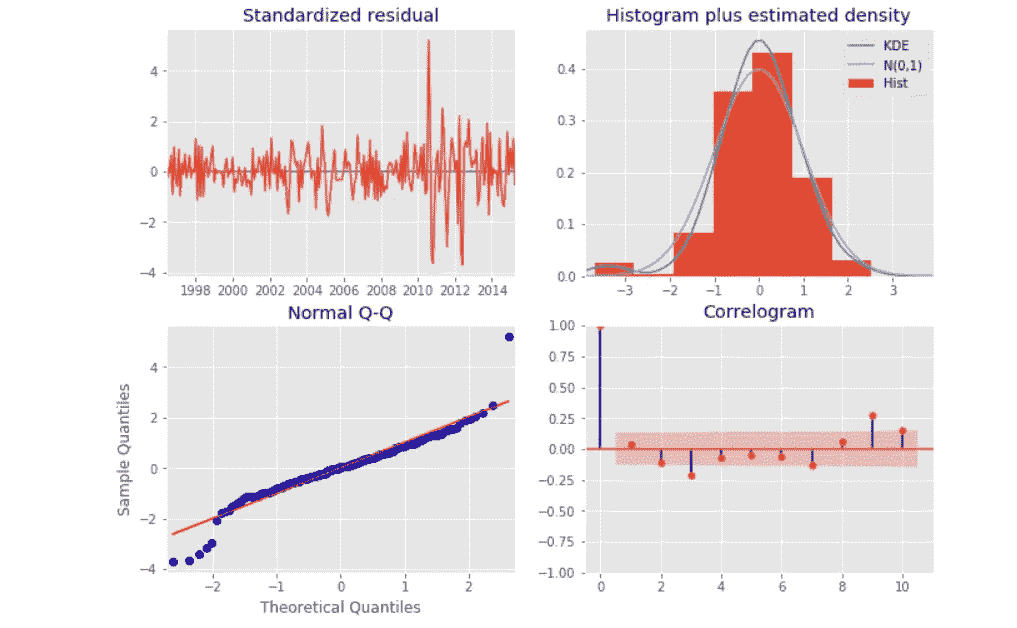 Standardized residual
4
2
0
−2
−4
1998 2000 2002 2004 2006 2008 2010 2012 2014
Histogram plus estimated density
KDE
N(0,1)
Hist
0.4
0.3
0.2
0.1
0.0
−3 −2 −1 0 1 2 3
Normal Q-Q
Sample Quantiles
4
2
0
−2
−4
−2 −1 0 1 2
Theoretical Quantiles
Correlogram
1.00
0.75
0.50
0.25
0.00
−0.25
−0.50
−0.75
−1.00
0 2 4 6 8 10